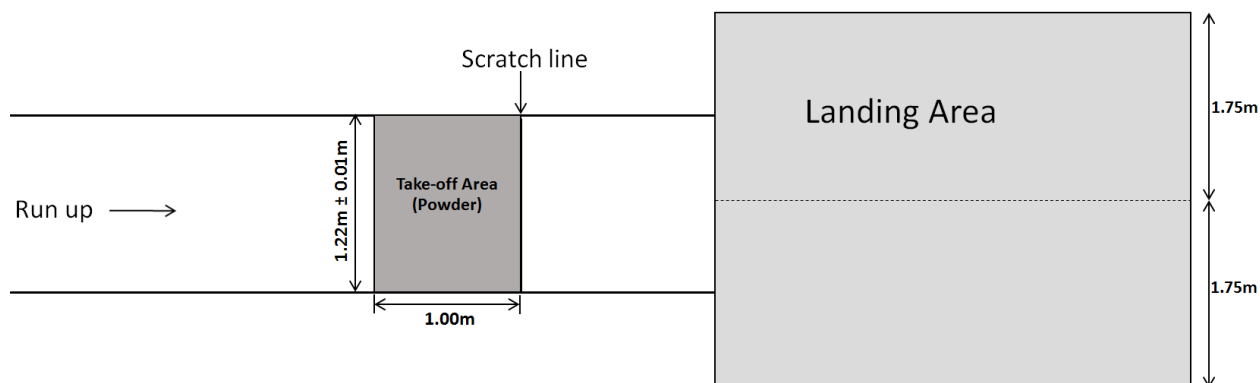 Scratch line
Landing Area
1.75m
Take-off Area
(Powder)
1.22m ± 0.01m
Run up
1.75m
1.00m